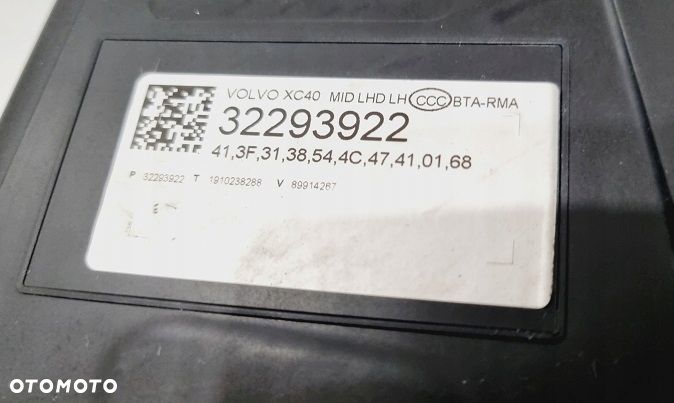 VOLVO XC40 MID LHD LH CCC BTA-RMA
32293922
41,3F,31,38,54,4C,47,41,01,68
P 32293922 T 1910238288 V 89914267
OTOMOTO